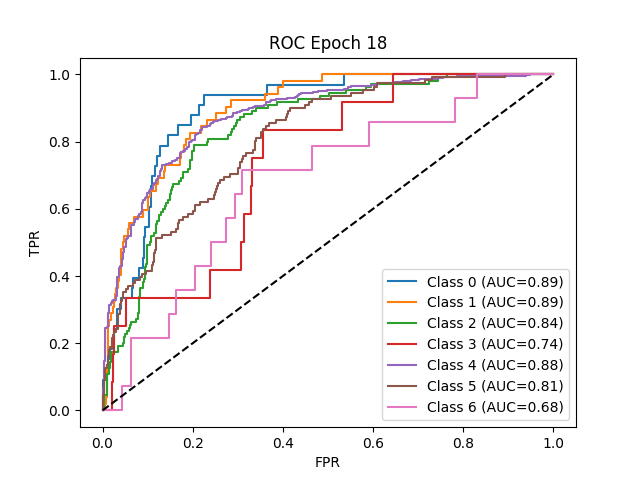 ROC Epoch 18
TPR
1.0
0.8
0.6
0.4
0.2
0.0
0.0 0.2 0.4 0.6 0.8 1.0
FPR
Class 0 (AUC=0.89)
Class 1 (AUC=0.89)
Class 2 (AUC=0.84)
Class 3 (AUC=0.74)
Class 4 (AUC=0.88)
Class 5 (AUC=0.81)
Class 6 (AUC=0.68)